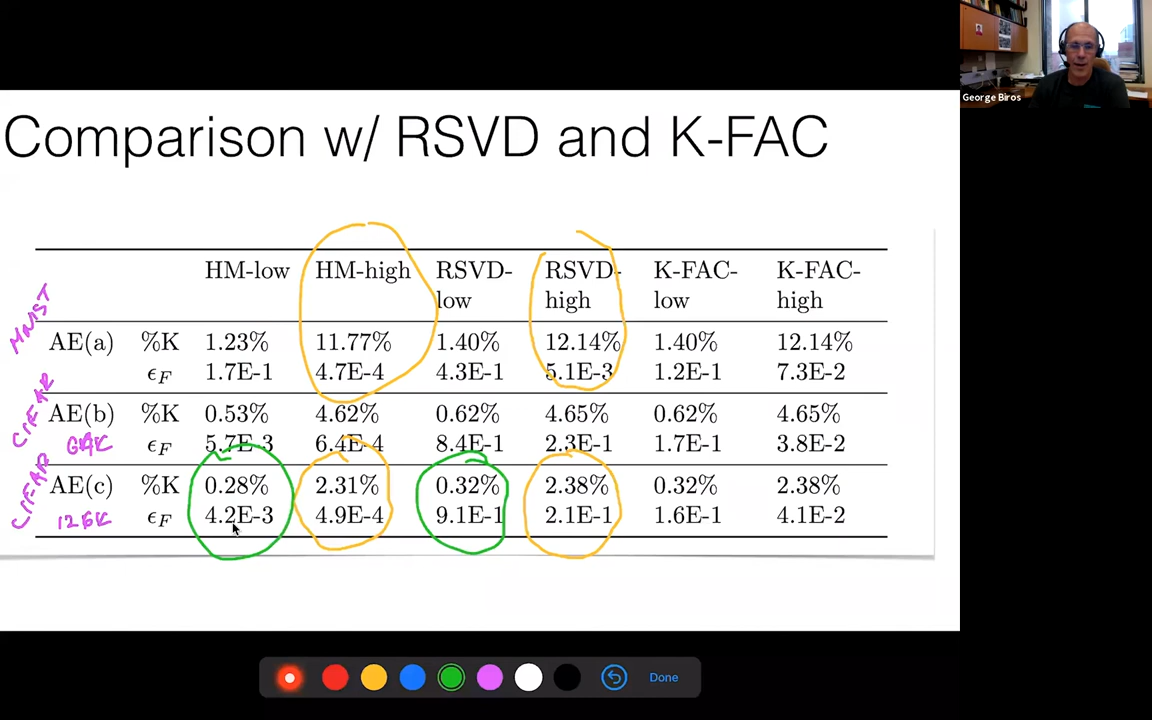 George Biros
Comparison w/ RSVD and K-FAC
HM-low HM-high RSVD-low RSVD-high K-FAC-low K-FAC-high
MNIST
AE(a) %K 1.23% 11.77% 1.40% 12.14% 1.40% 12.14%
ϵF 1.7E-1 4.7E-4 4.3E-1 5.1E-3 1.2E-1 7.3E-2
CIFAR
AE(b) %K 0.53% 4.62% 0.62% 4.65% 0.62% 4.65%
ϵF 5.7E-3 6.4E-4 8.4E-1 2.3E-1 1.7E-1 3.8E-2
CIFAR
AE(c) %K 0.28% 2.31% 0.32% 2.38% 0.32% 2.38%
ϵF 4.2E-3 4.9E-4 9.1E-1 2.1E-1 1.6E-1 4.1E-2
Done